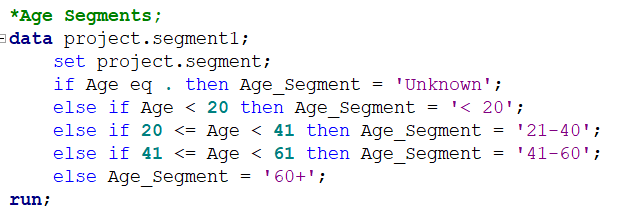 *Age Segments;
data project.segment1;
set project.segment;
if Age eq . then Age_Segment = 'Unknown';
else if Age < 20 then Age_Segment = '< 20';
else if 20 <= Age < 41 then Age_Segment = '21-40';
else if 41 <= Age < 61 then Age_Segment = '41-60';
else Age_Segment = '60+';
run;